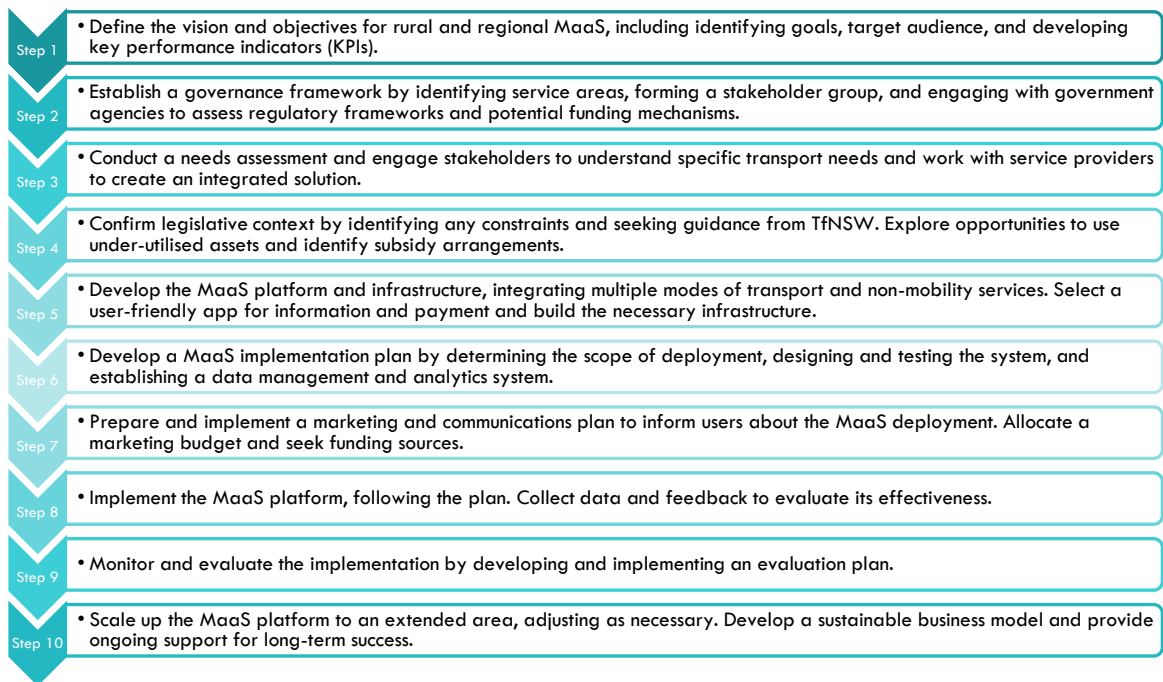 Step 1
• Define the vision and objectives for rural and regional MaaS, including identifying goals, target audience, and developing
key performance indicators (KPIs).
Step 2
• Establish a governance framework by identifying service areas, forming a stakeholder group, and engaging with government
agencies to assess regulatory frameworks and potential funding mechanisms.
Step 3
• Conduct a needs assessment and engage stakeholders to understand specific transport needs and work with service providers
to create an integrated solution.
Step 4
• Confirm legislative context by identifying any constraints and seeking guidance from TfNSW. Explore opportunities to use
under-utilised assets and identify subsidy arrangements.
Step 5
• Develop the MaaS platform and infrastructure, integrating multiple modes of transport and non-mobility services. Select a
user-friendly app for information and payment and build the necessary infrastructure.
Step 6
• Develop a MaaS implementation plan by determining the scope of deployment, designing and testing the system, and
establishing a data management and analytics system.
Step 7
• Prepare and implement a marketing and communications plan to inform users about the MaaS deployment. Allocate a
marketing budget and seek funding sources.
Step 8
• Implement the MaaS platform, following the plan. Collect data and feedback to evaluate its effectiveness.
Step 9
• Monitor and evaluate the implementation by developing and implementing an evaluation plan.
Step 10
• Scale up the MaaS platform to an extended area, adjusting as necessary. Develop a sustainable business model and provide
ongoing support for long-term success.